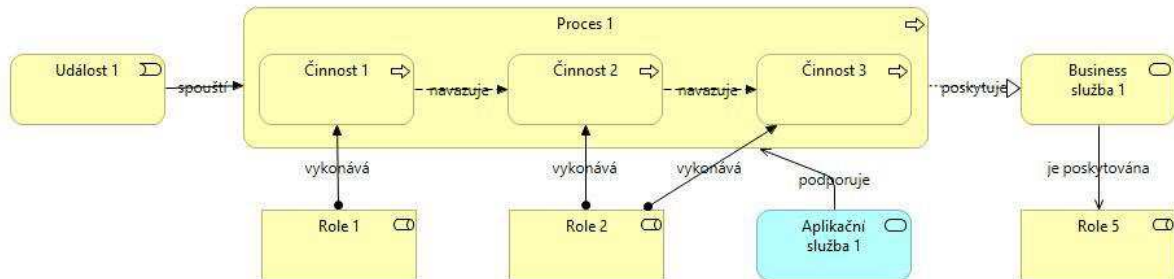 Proces 1
Událost 1
spouští
Činnost 1
navazuje
Činnost 2
navazuje
Činnost 3
poskytuje
Business
služba 1
vykonává
vykonává
vykonává
podporuje
je poskytována
Role 1
Role 2
Aplikační
služba 1
Role 5